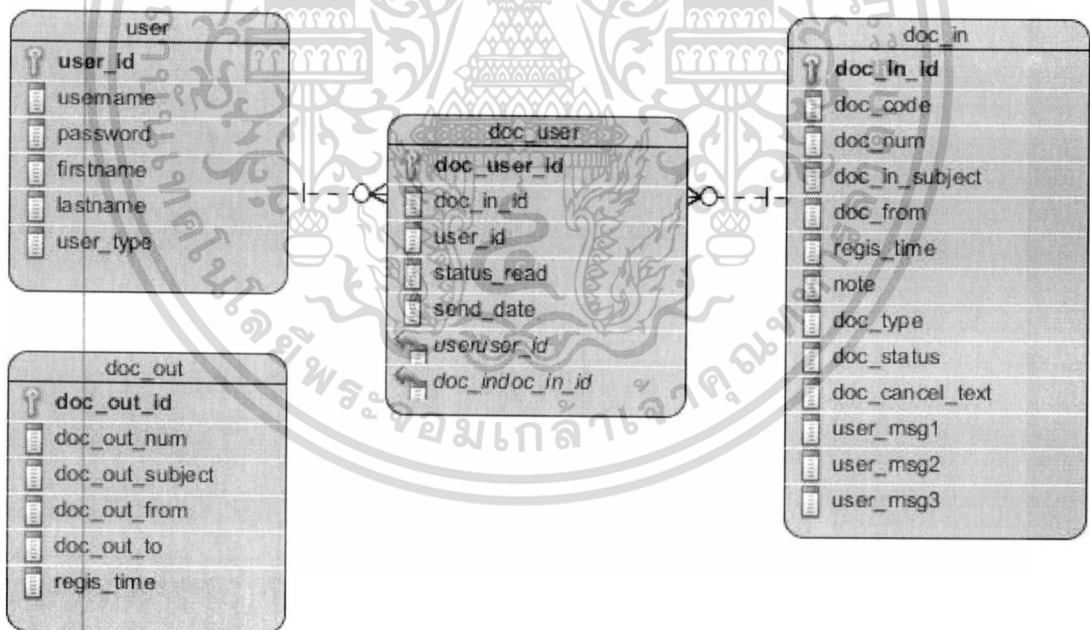 user
user_id
username
password
firstname
lastname
user_type
doc_out
doc_out_id
doc_out_num
doc_out_subject
doc_out_from
doc_out_to
regis_time
doc_user
doc_user_id
doc_in_id
user_id
status_read
send_date
useruser_id
doc_indoc_in_id
doc_in
doc_in_id
doc_code
doc_num
doc_in_subject
doc_from
regis_time
note
doc_type
doc_status
doc_cancel_text
user_msg1
user_msg2
user_msg3